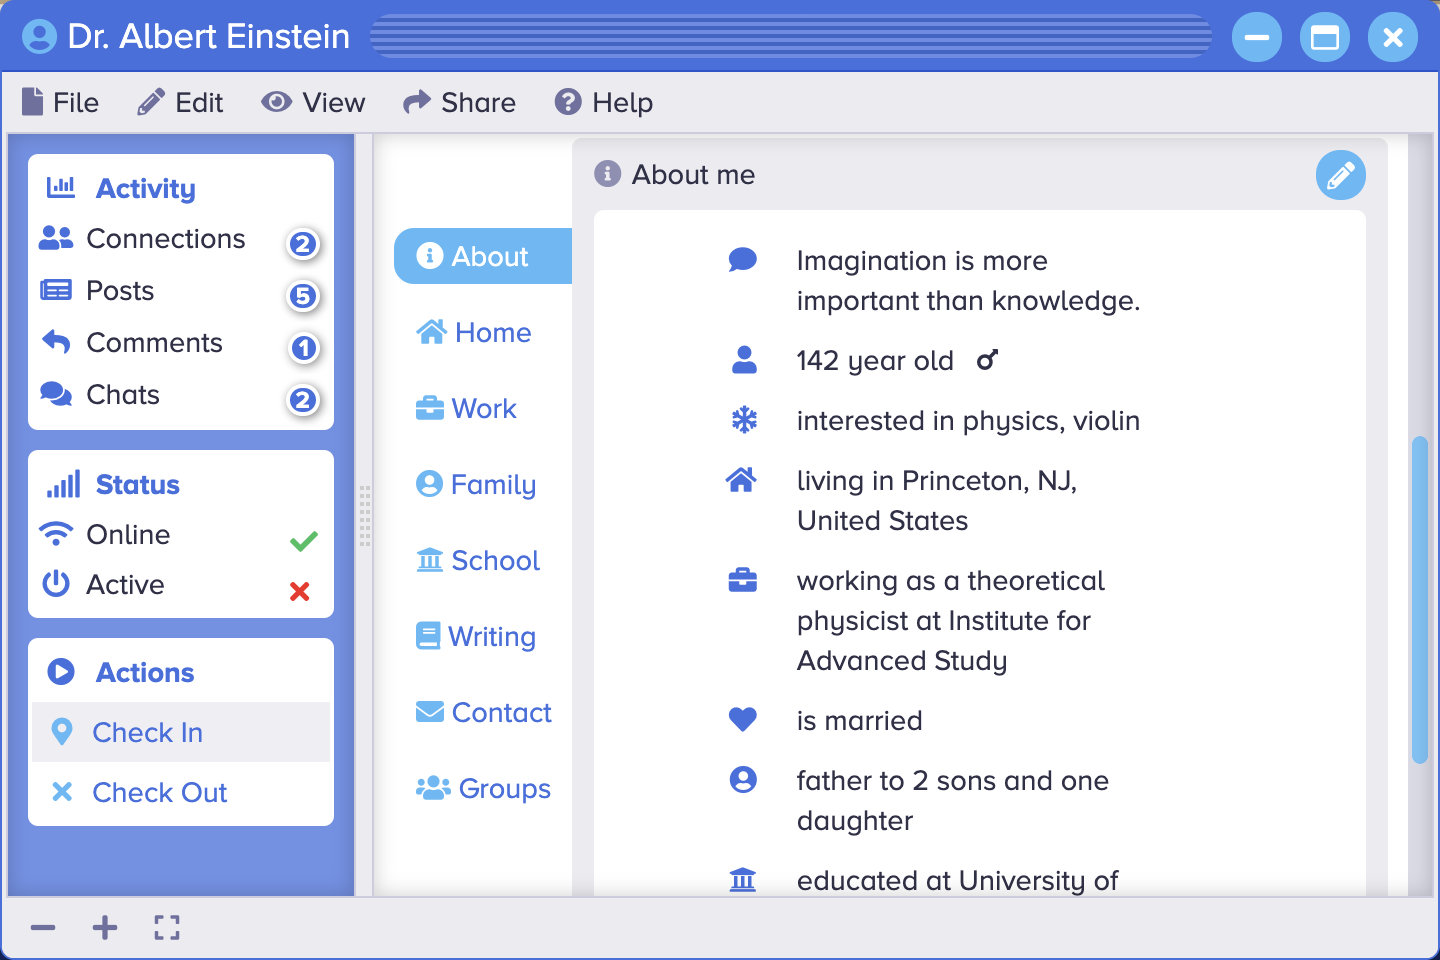 Dr. Albert Einstein
File Edit View Share Help
Activity
Connections 2
Posts 5
Comments 1
Chats 2
Status
Online
Active
Actions
Check In
Check Out
About
Home
Work
Family
School
Writing
Contact
Groups
About me
Imagination is more
important than knowledge.
142 year old
interested in physics, violin
living in Princeton, NJ,
United States
working as a theoretical
physicist at Institute for
Advanced Study
is married
father to 2 sons and one
daughter
educated at University of